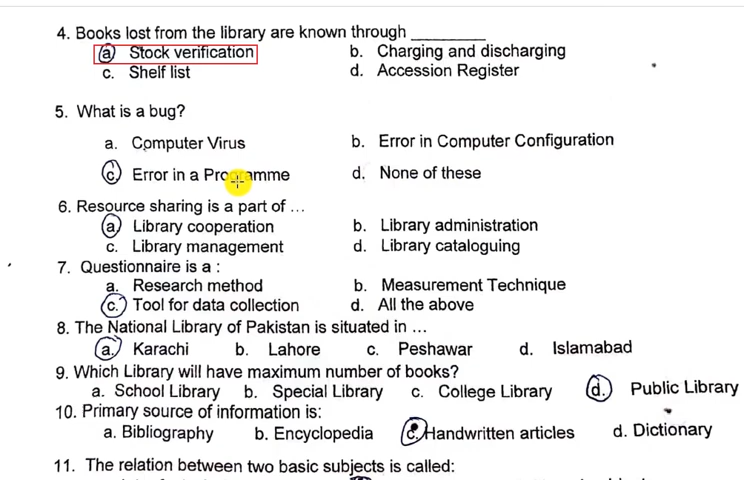 4. Books lost from the library are known through _________
a. Stock verification b. Charging and discharging
c. Shelf list d. Accession Register
5. What is a bug?
a. Computer Virus b. Error in Computer Configuration
c. Error in a Programme d. None of these
6. Resource sharing is a part of ...
a. Library cooperation b. Library administration
c. Library management d. Library cataloguing
7. Questionnaire is a :
a. Research method b. Measurement Technique
c. Tool for data collection d. All the above
8. The National Library of Pakistan is situated in ...
a. Karachi b. Lahore c. Peshawar d. Islamabad
9. Which Library will have maximum number of books?
a. School Library b. Special Library c. College Library d. Public Library
10. Primary source of information is:
a. Bibliography b. Encyclopedia c. Handwritten articles d. Dictionary
11. The relation between two basic subjects is called: